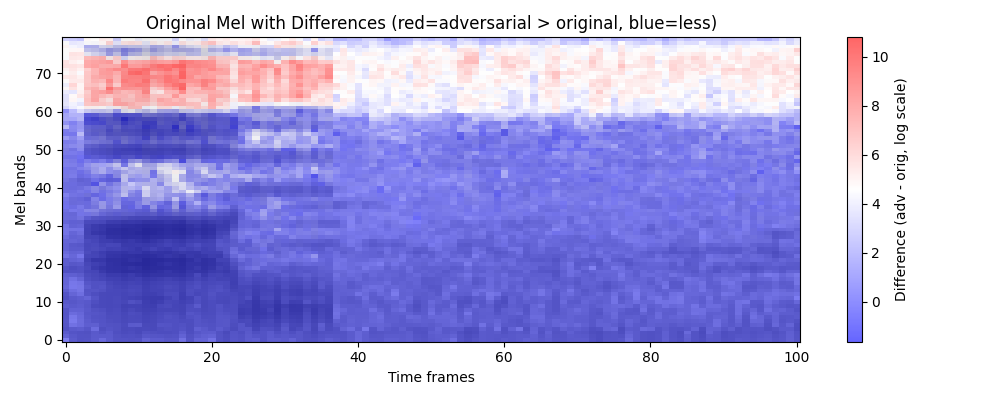 Original Mel with Differences (red=adversarial > original, blue=less)
Mel bands
70
60
50
40
30
20
10
0
0 20 40 60 80 100
Time frames
10
8
6
4
2
0
Difference (adv - orig, log scale)